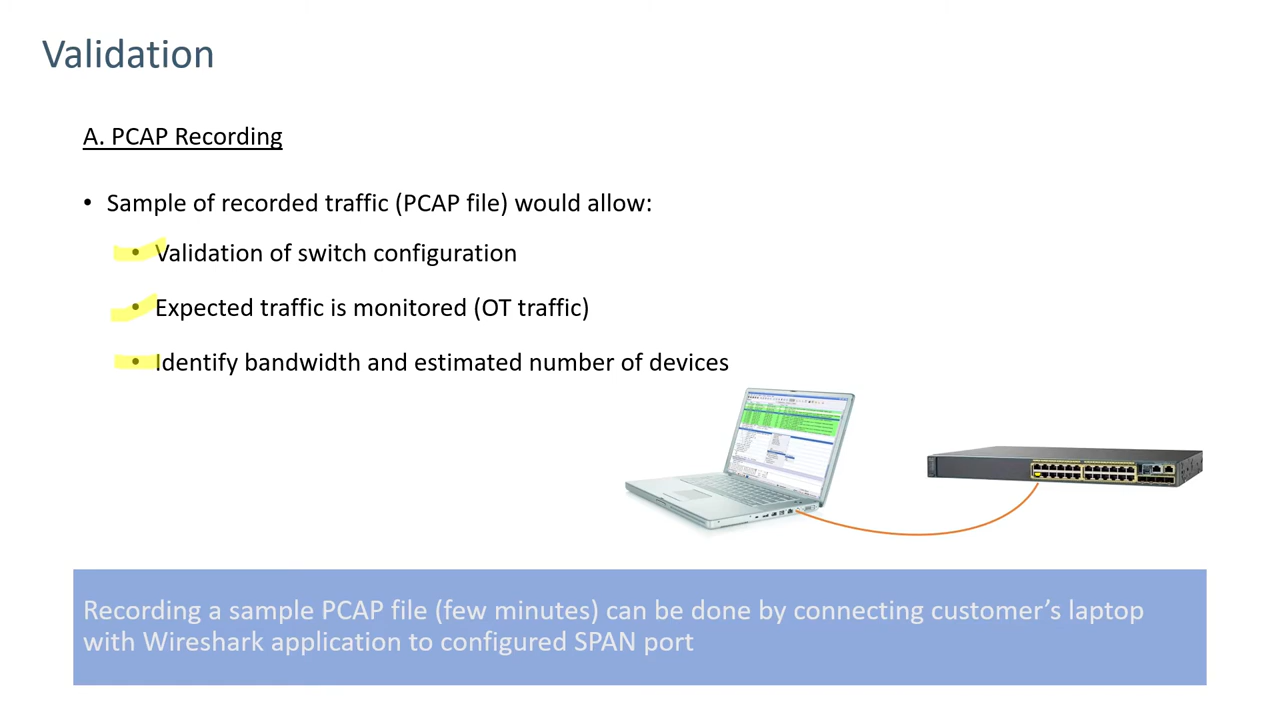 Validation
A. PCAP Recording
• Sample of recorded traffic (PCAP file) would allow:
• Validation of switch configuration
• Expected traffic is monitored (OT traffic)
• Identify bandwidth and estimated number of devices
Recording a sample PCAP file (few minutes) can be done by connecting customer’s laptop
with Wireshark application to configured SPAN port